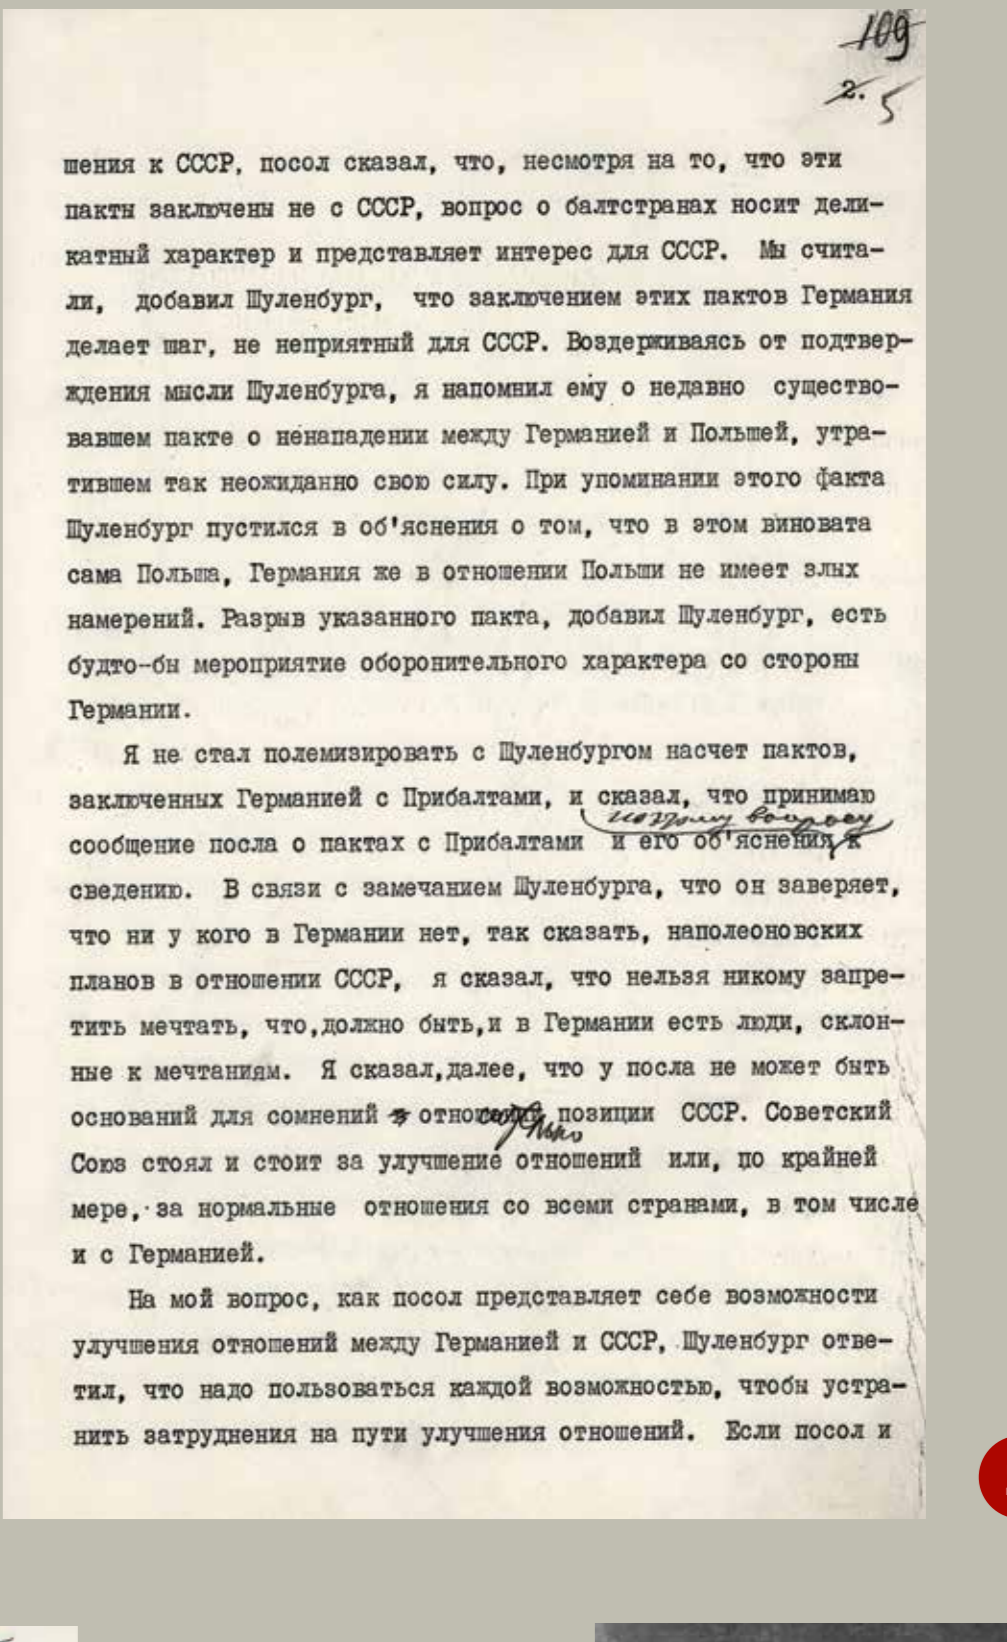 109
2. 5
шения к СССР, посол сказал, что, несмотря на то, что эти
пакты заключены не с СССР, вопрос о балтстранах носит дели-
катный характер и представляет интерес для СССР. Мы счита-
ли, добавил Шуленбург, что заключением этих пактов Германия
делает шаг, не неприятный для СССР. Воздерживаясь от подтвер-
ждения мысли Шуленбурга, я напомнил ему о недавно существо-
вавшем пакте о ненападении между Германией и Польшей, утра-
тившем так неожиданно свою силу. При упоминании этого факта
Шуленбург пустился в об'яснения о том, что в этом виновата
сама Польша, Германия же в отношении Польши не имеет злых
намерений. Разрыв указанного пакта, добавил Шуленбург, есть
будто-бы мероприятие оборонительного характера со стороны
Германии.
Я не стал полемизировать с Шуленбургом насчет пактов,
заключенных Германией с Прибалтами, и сказал, что принимаю
по этому вопросу
сообщение посла о пактах с Прибалтами и его об'яснения к
сведению. В связи с замечанием Шуленбурга, что он заверяет,
что ни у кого в Германии нет, так сказать, наполеоновских
планов в отношении СССР, я сказал, что нельзя никому запре-
тить мечтать, что,должно быть,и в Германии есть люди, склон-
ные к мечтаниям. Я сказал,далее, что у посла не может быть
оснований для сомнений в относительно позиции СССР. Советский
Союз стоял и стоит за улучшение отношений или, по крайней
мере, за нормальные отношения со всеми странами, в том числе
и с Германией.
На мой вопрос, как посол представляет себе возможности
улучшения отношений между Германией и СССР, Шуленбург отве-
тил, что надо пользоваться каждой возможностью, чтобы устра-
нить затруднения на пути улучшения отношений. Если посол и